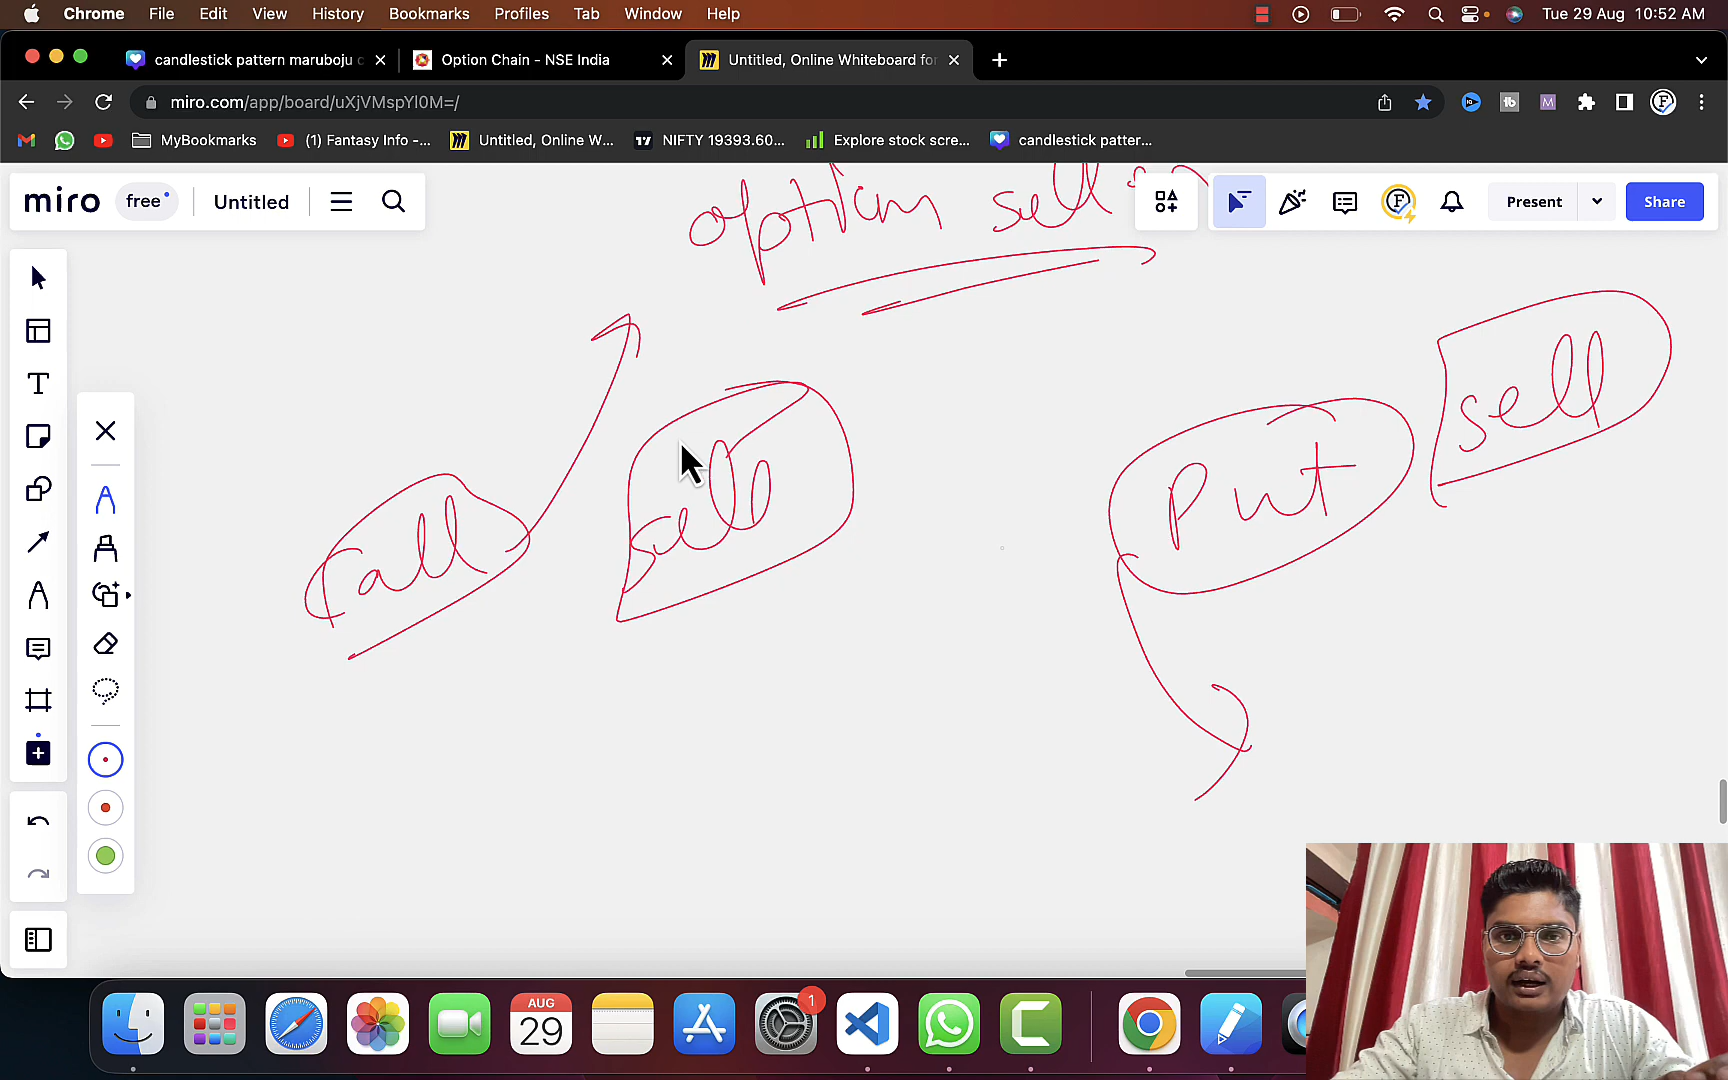 Chrome File Edit View History Bookmarks Profiles Tab Window Help Tue 29 Aug 10:52 AM
candlestick pattern maruboju c Option Chain - NSE India Untitled, Online Whiteboard for
miro.com/app/board/uXjVMspYl0M=/
MyBookmarks (1) Fantasy Info -... Untitled, Online W... NIFTY 19393.60... Explore stock scre... candlestick patter...
miro free Untitled Present Share
option sell
sell
Put
sell
call
AUG
29
1